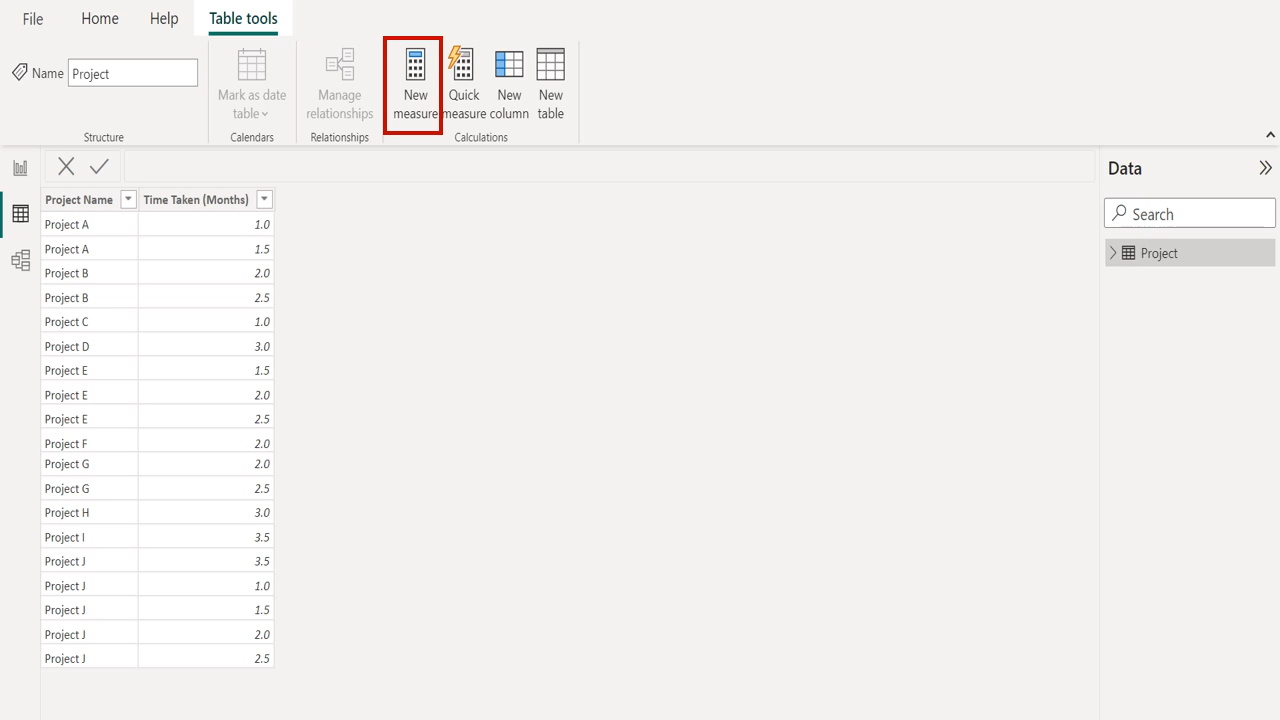 File Home Help Table tools
Name Project
Mark as date
table
Manage
relationships
New
measure
Quick
measure
New
column
New
table
Structure Calendars Relationships Calculations
Data
Search
Project
Project Name Time Taken (Months)
Project A 1.0
Project A 1.5
Project B 2.0
Project B 2.5
Project C 1.0
Project D 3.0
Project E 1.5
Project E 2.0
Project E 2.5
Project F 2.0
Project G 2.0
Project G 2.5
Project H 3.0
Project I 3.5
Project J 3.5
Project J 1.0
Project J 1.5
Project J 2.0
Project J 2.5